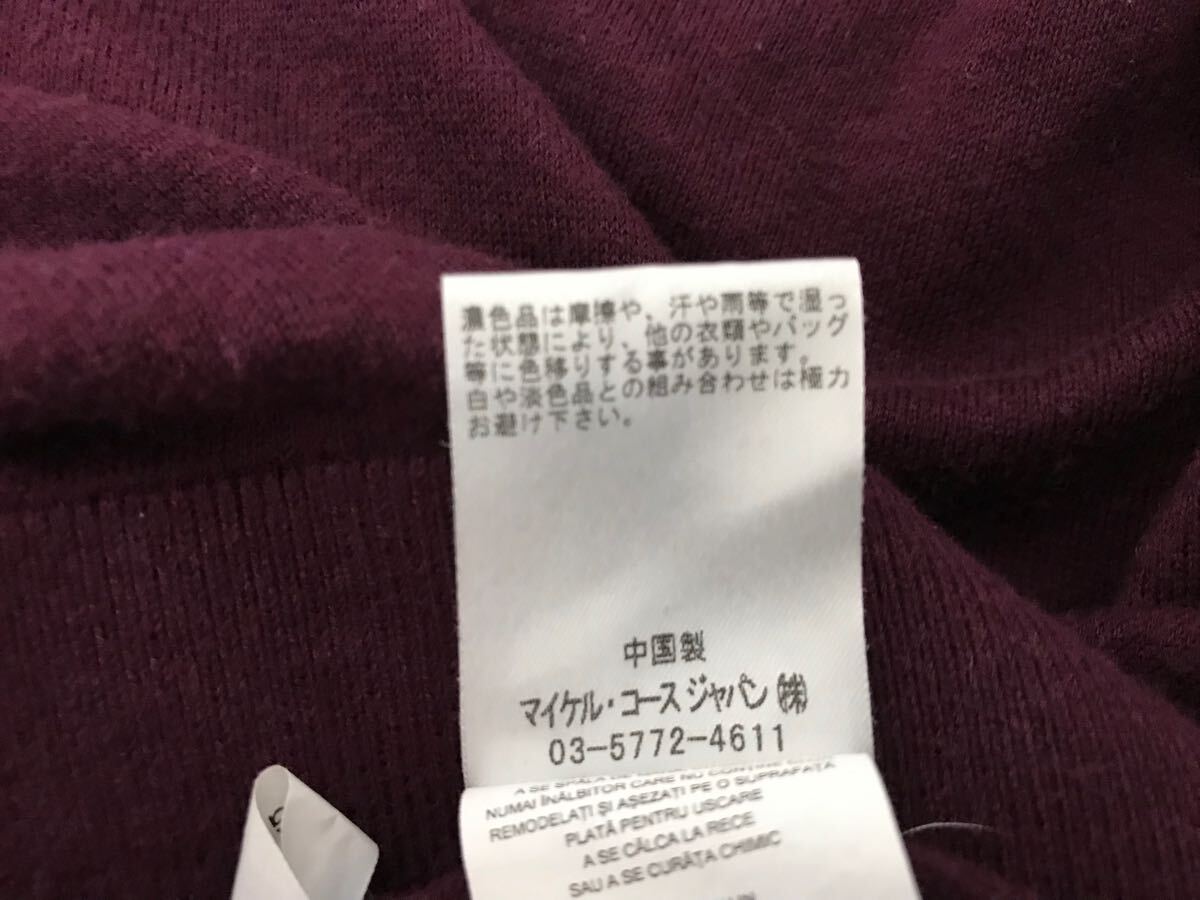 濃色品は摩擦や、汗や雨等で湿っ
た状態により、他の衣類やバッグ
等に色移りする事があります。
白や淡色品との組み合わせは極力
お避け下さい。
中国製
マイケル・コース ジャパン ㈱
03-5772-4611
A SE SPĂLA
NUMAI ÎNĂLBITOR CARE NU CONȚINE
REMODELAȚI ȘI AȘEZAȚI PE O SUPRAFAȚĂ
PLATĂ PENTRU USCARE
A SE CĂLCA LA RECE
SAU A SE CURĂȚA CHIMIC